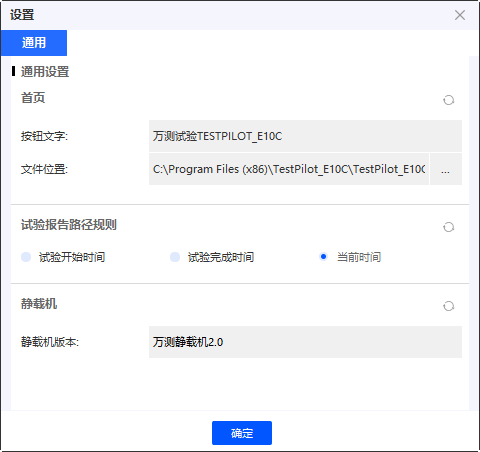 设置
通用
通用设置
首页
按钮文字: 万测试验TESTPILOT_E10C
文件位置: C:\Program Files (x86)\TestPilot_E10C\TestPilot_E10C ...
试验报告路径规则
试验开始时间 试验完成时间 当前时间
静载机
静载机版本: 万测静载机2.0
确定